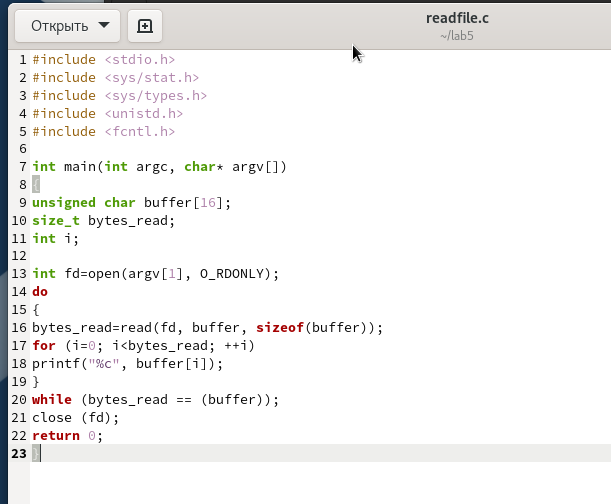 Открыть
readfile.c
~/lab5
1 #include <stdio.h>
2 #include <sys/stat.h>
3 #include <sys/types.h>
4 #include <unistd.h>
5 #include <fcntl.h>
6
7 int main(int argc, char* argv[])
8 {
9 unsigned char buffer[16];
10 size_t bytes_read;
11 int i;
12
13 int fd=open(argv[1], O_RDONLY);
14 do
15 {
16 bytes_read=read(fd, buffer, sizeof(buffer));
17 for (i=0; i<bytes_read; ++i)
18 printf("%c", buffer[i]);
19 }
20 while (bytes_read == (buffer));
21 close (fd);
22 return 0;
23 }